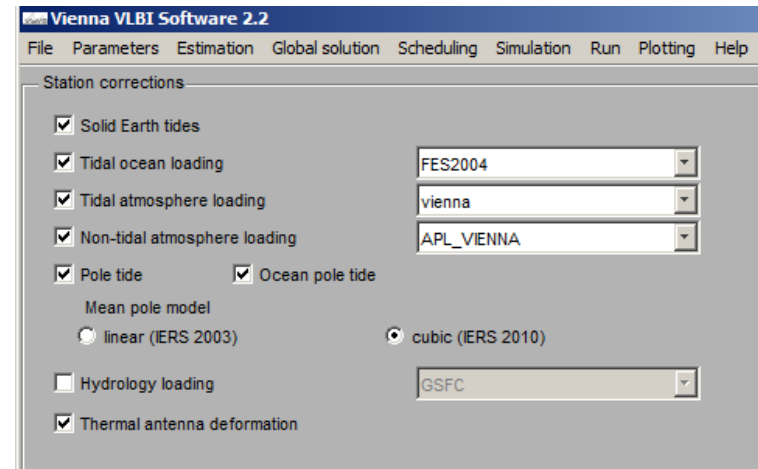 Vienna VLBI Software 2.2
File Parameters Estimation Global solution Scheduling Simulation Run Plotting Help
Station corrections
Solid Earth tides
Tidal ocean loading FES2004
Tidal atmosphere loading vienna
Non-tidal atmosphere loading APL_VIENNA
Pole tide Ocean pole tide
Mean pole model
linear (IERS 2003) cubic (IERS 2010)
Hydrology loading GSFC
Thermal antenna deformation